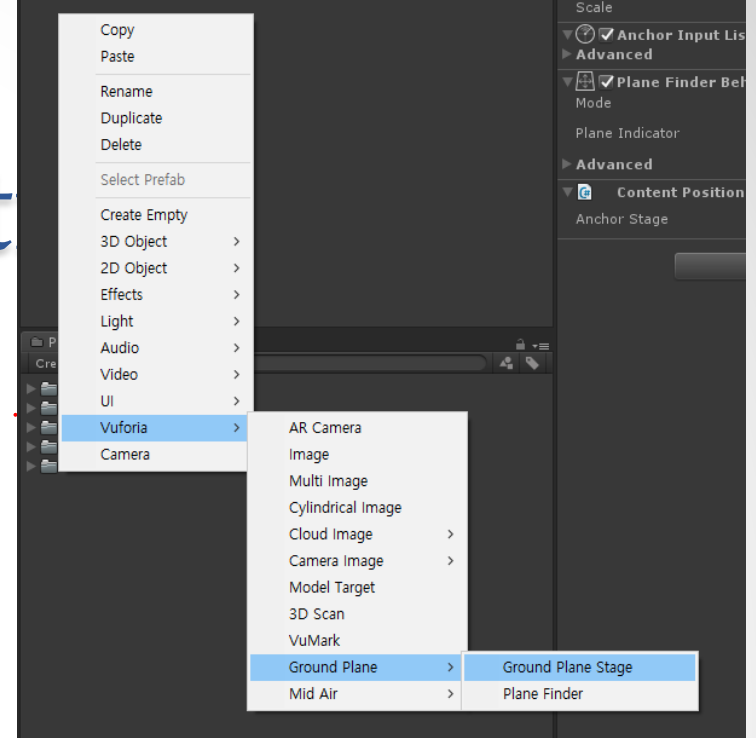 Copy
Paste
Rename
Duplicate
Delete
Select Prefab
Create Empty
3D Object
2D Object
Effects
Light
Audio
Video
UI
Vuforia
Camera
AR Camera
Image
Multi Image
Cylindrical Image
Cloud Image
Camera Image
Model Target
3D Scan
VuMark
Ground Plane
Mid Air
Ground Plane Stage
Plane Finder
P
Cre
Scale
Anchor Input Lis
Advanced
Plane Finder Beh
Mode
Plane Indicator
Advanced
Content Position
Anchor Stage